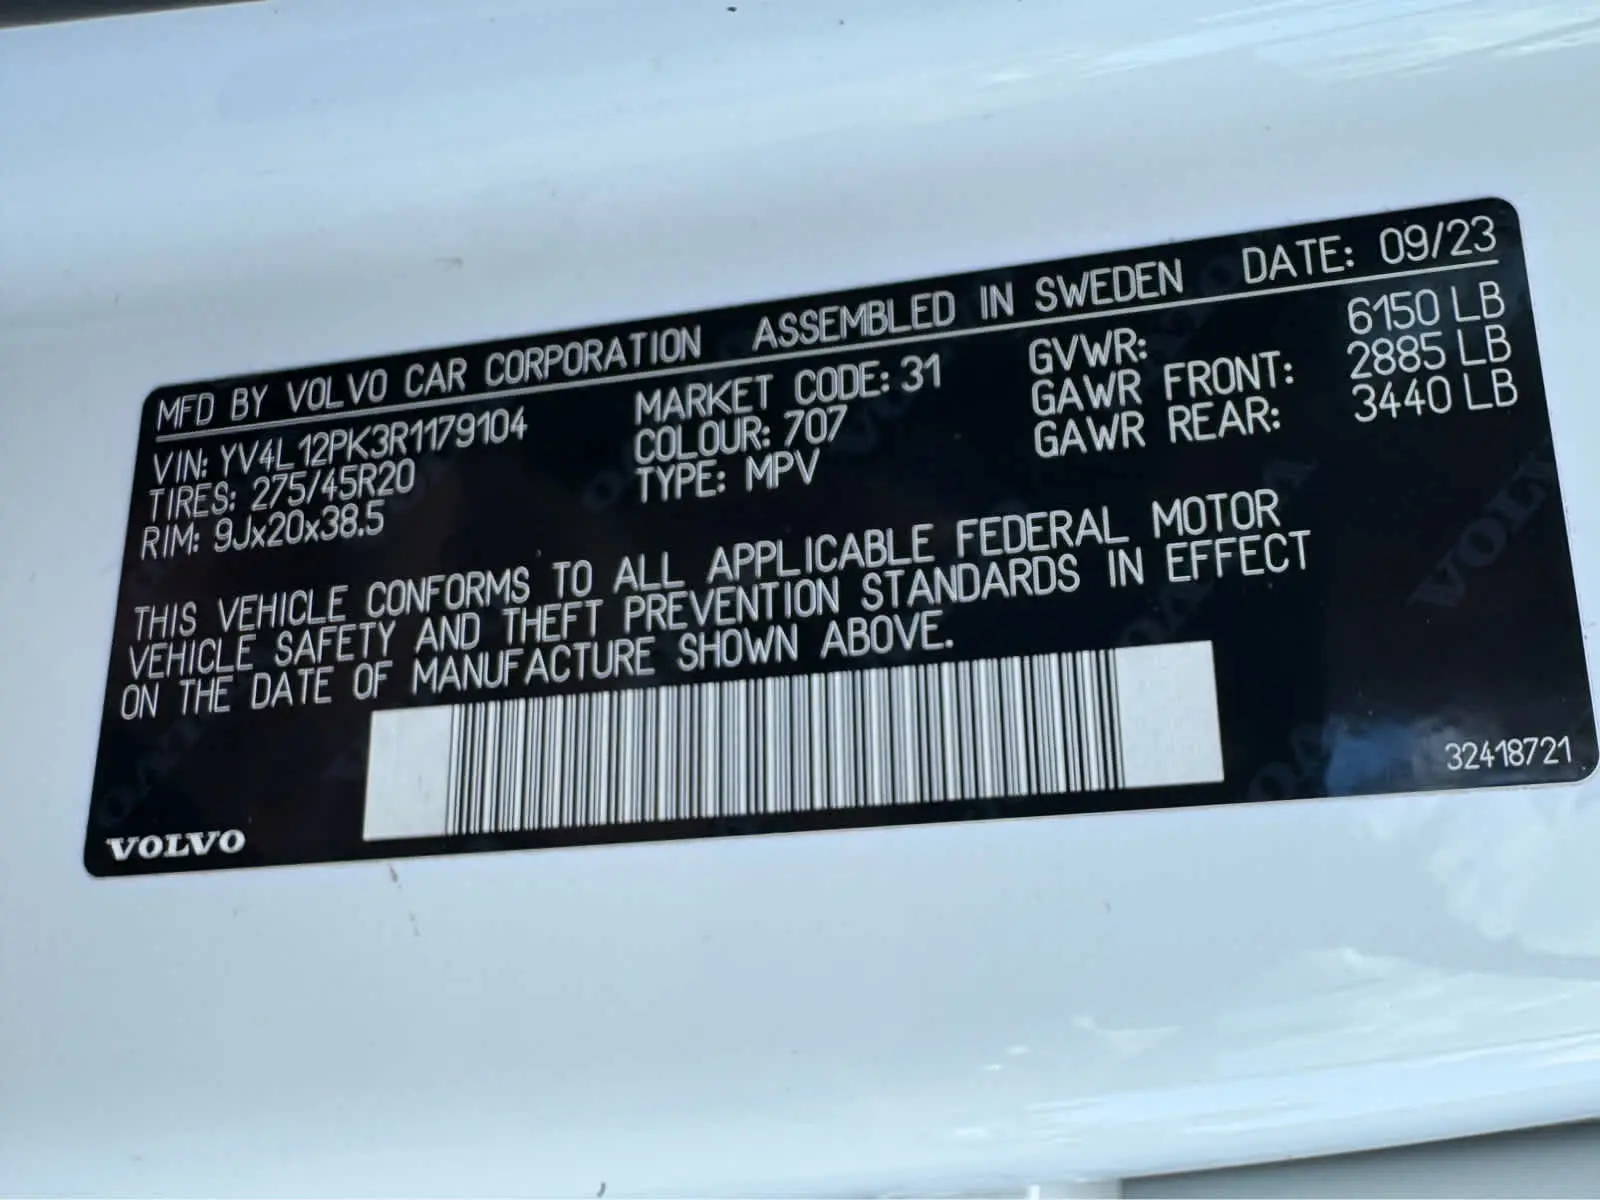 MFD BY VOLVO CAR CORPORATION ASSEMBLED IN SWEDEN DATE: 09/23
VIN: YV4L12PK3R1179104 MARKET CODE: 31 GVWR: 6150 LB
TIRES: 275/45R20 COLOUR: 707 GAWR FRONT: 2885 LB
RIM: 9Jx20x38.5 TYPE: MPV GAWR REAR: 3440 LB
THIS VEHICLE CONFORMS TO ALL APPLICABLE FEDERAL MOTOR
VEHICLE SAFETY AND THEFT PREVENTION STANDARDS IN EFFECT
ON THE DATE OF MANUFACTURE SHOWN ABOVE.
VOLVO 32418721